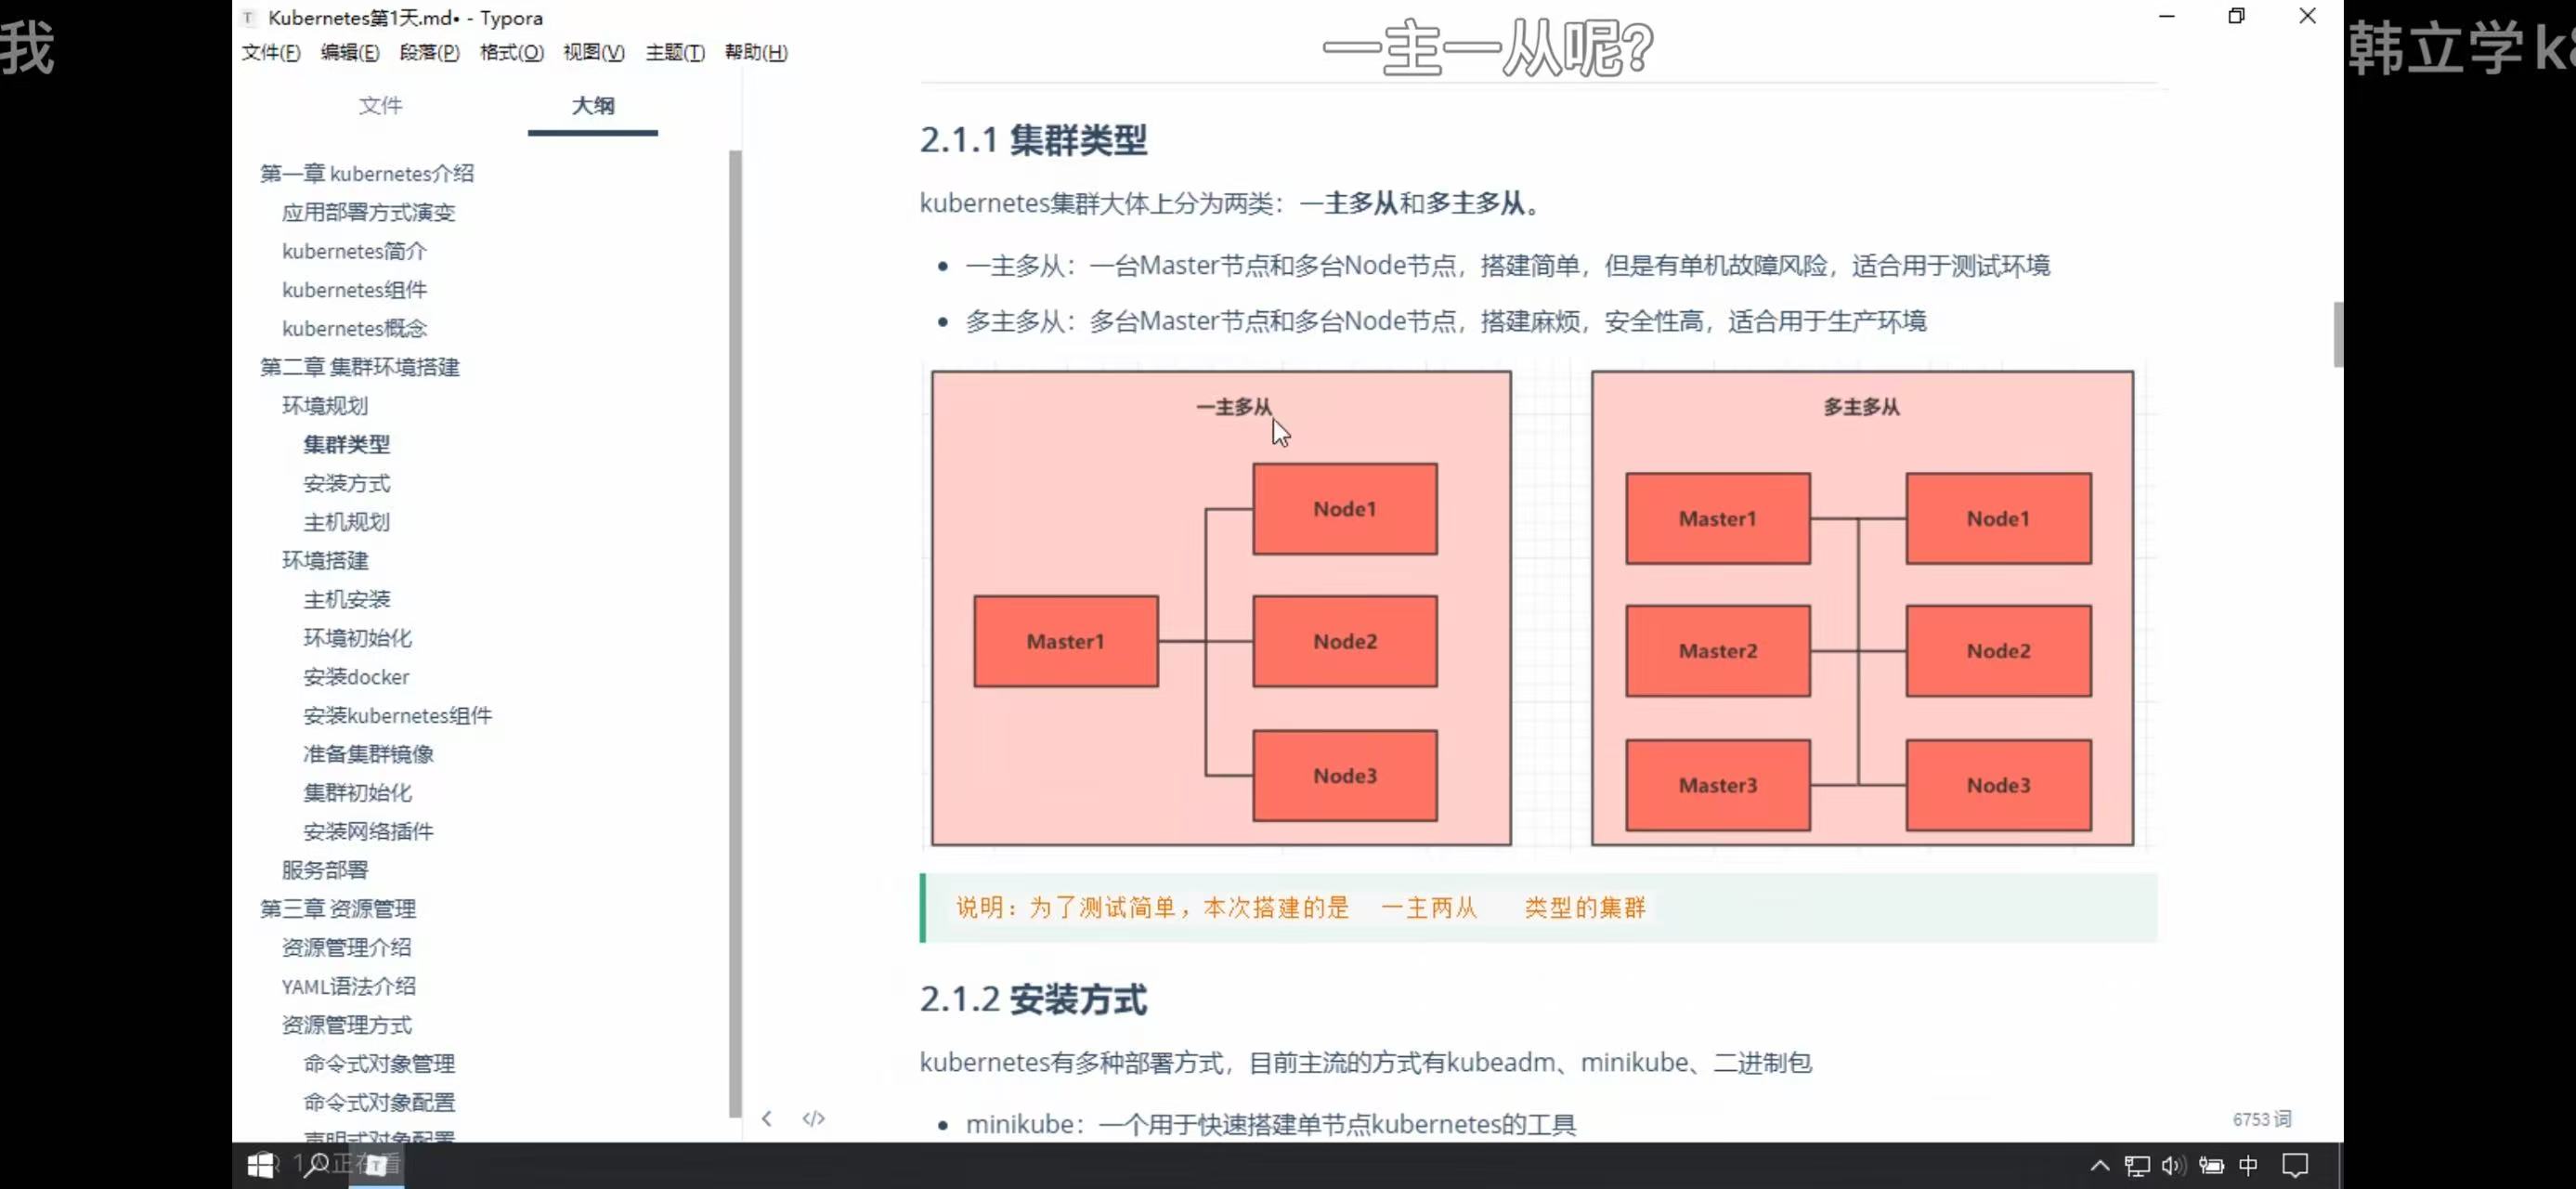 Kubernetes第1天.md• - Typora
我
一主一从呢?
韩立学k8
文件(F) 编辑(E) 段落(P) 格式(O) 视图(V) 主题(T) 帮助(H)
文件 大纲
第一章 kubernetes介绍
应用部署方式演变
kubernetes简介
kubernetes组件
kubernetes概念
第二章 集群环境搭建
环境规划
集群类型
安装方式
主机规划
环境搭建
主机安装
环境初始化
安装docker
安装kubernetes组件
准备集群镜像
集群初始化
安装网络插件
服务部署
第三章 资源管理
资源管理介绍
YAML语法介绍
资源管理方式
命令式对象管理
命令式对象配置
声明式对象配置
2.1.1 集群类型
kubernetes集群大体上分为两类：一主多从和多主多从。
一主多从：一台Master节点和多台Node节点，搭建简单，但是有单机故障风险，适合用于测试环境
多主多从：多台Master节点和多台Node节点，搭建麻烦，安全性高，适合用于生产环境
一主多从
Node1
Master1
Node2
Node3
多主多从
Master1
Node1
Master2
Node2
Master3
Node3
说明：为了测试简单，本次搭建的是 一主两从 类型的集群
2.1.2 安装方式
kubernetes有多种部署方式，目前主流的方式有kubeadm、minikube、二进制包
minikube：一个用于快速搭建单节点kubernetes的工具
6753 词
1人正在看
中